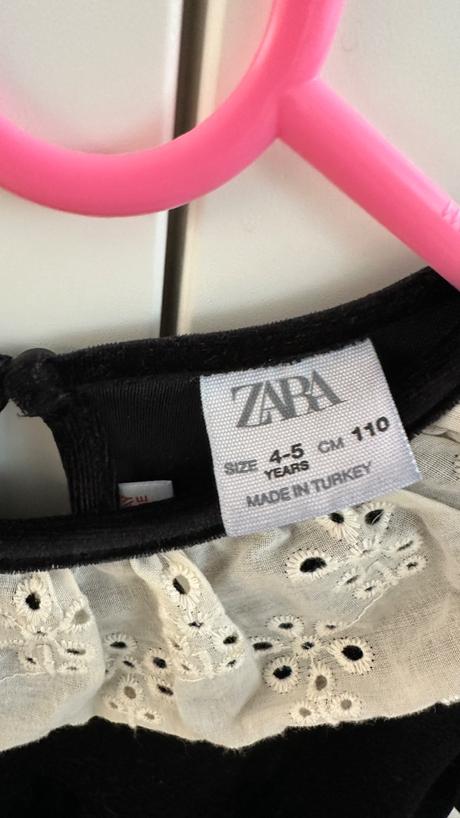 ZARA
SIZE 4-5 CM 110
YEARS
MADE IN TURKEY